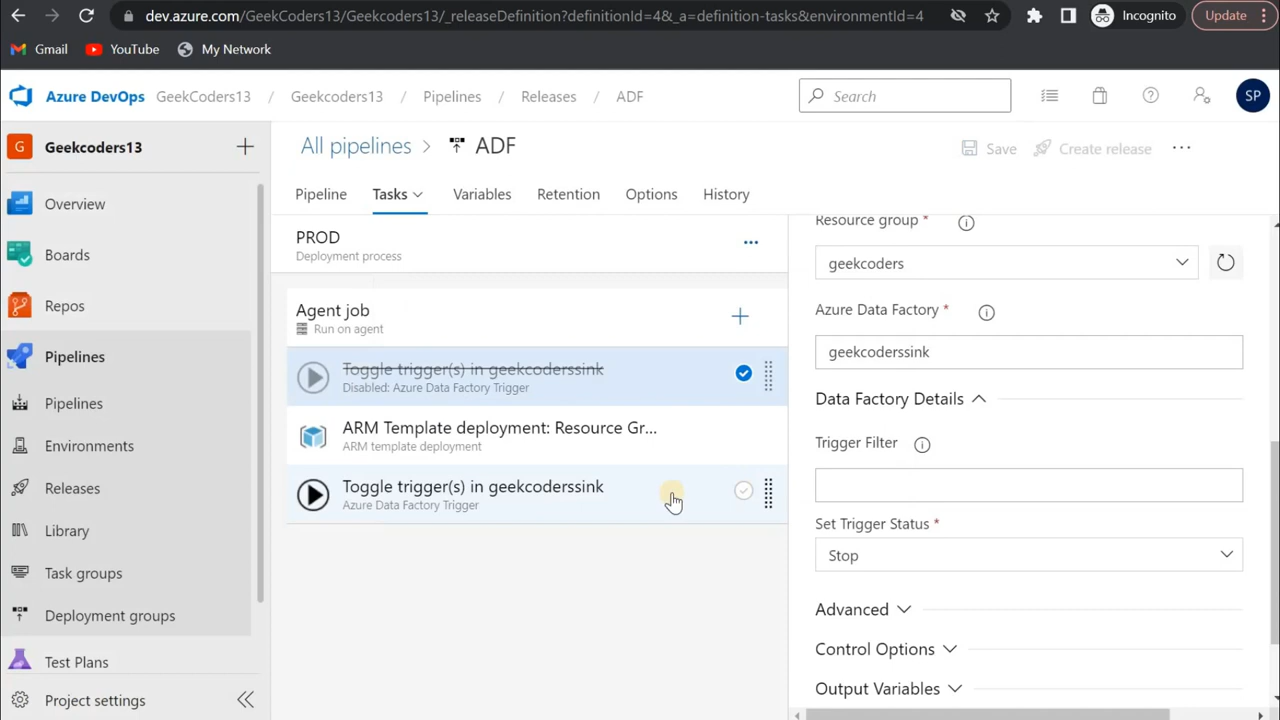 dev.azure.com/GeekCoders13/Geekcoders13/_releaseDefinition?definitionId=4&_a=definition-tasks&environmentId=4
Incognito
Update
Gmail
YouTube
My Network
Azure DevOps
GeekCoders13 / Geekcoders13 / Pipelines / Releases / ADF
Search
SP
G
Geekcoders13
Overview
Boards
Repos
Pipelines
Pipelines
Environments
Releases
Library
Task groups
Deployment groups
Test Plans
Project settings
All pipelines > ADF
Save
Create release
Pipeline
Tasks
Variables
Retention
Options
History
PROD
Deployment process
Agent job
Run on agent
Toggle trigger(s) in geekcoderssink
Disabled: Azure Data Factory Trigger
ARM Template deployment: Resource Gr...
ARM template deployment
Toggle trigger(s) in geekcoderssink
Azure Data Factory Trigger
Resource group *
geekcoders
Azure Data Factory *
geekcoderssink
Data Factory Details
Trigger Filter
Set Trigger Status *
Stop
Advanced
Control Options
Output Variables